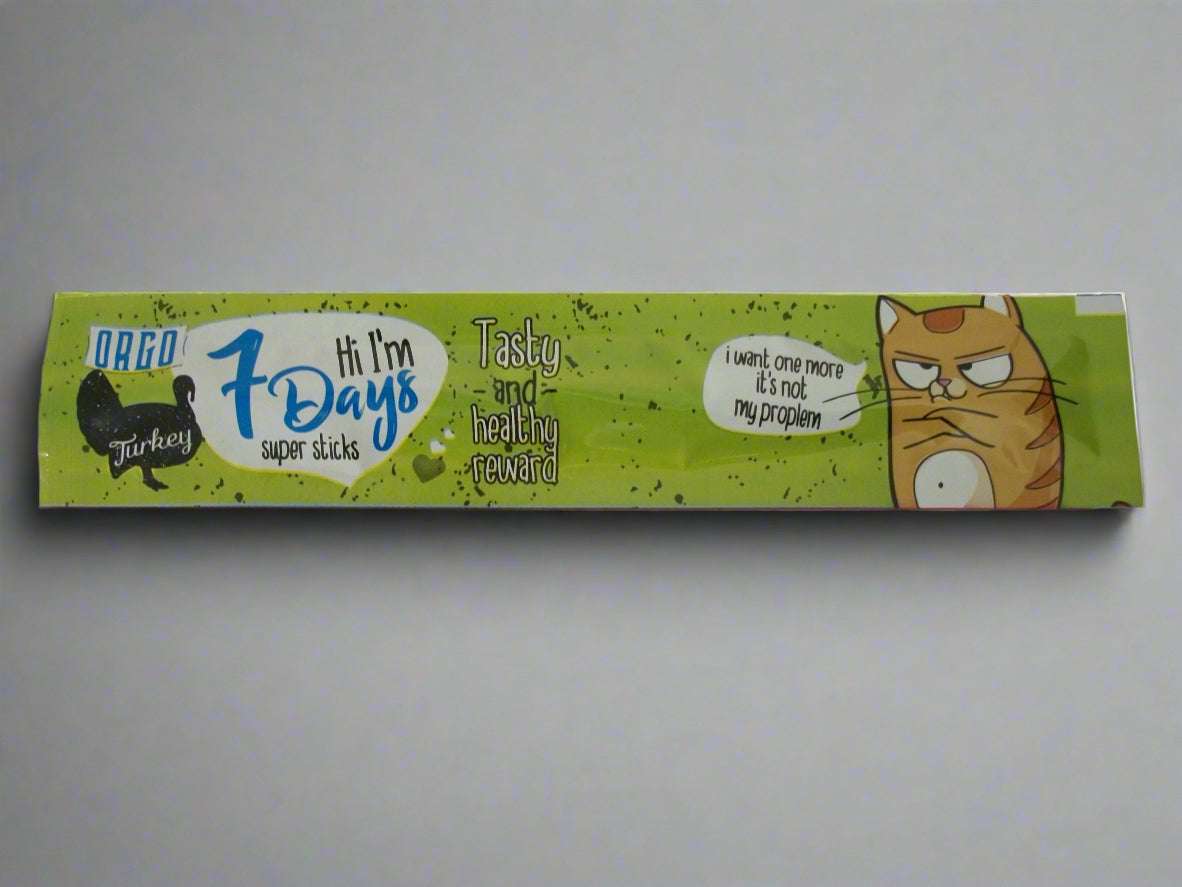 ORGO
Turkey
Hi I'm
7 Days
super sticks
Tasty
-and-
healthy
reward
i want one more
it's not
my proplem